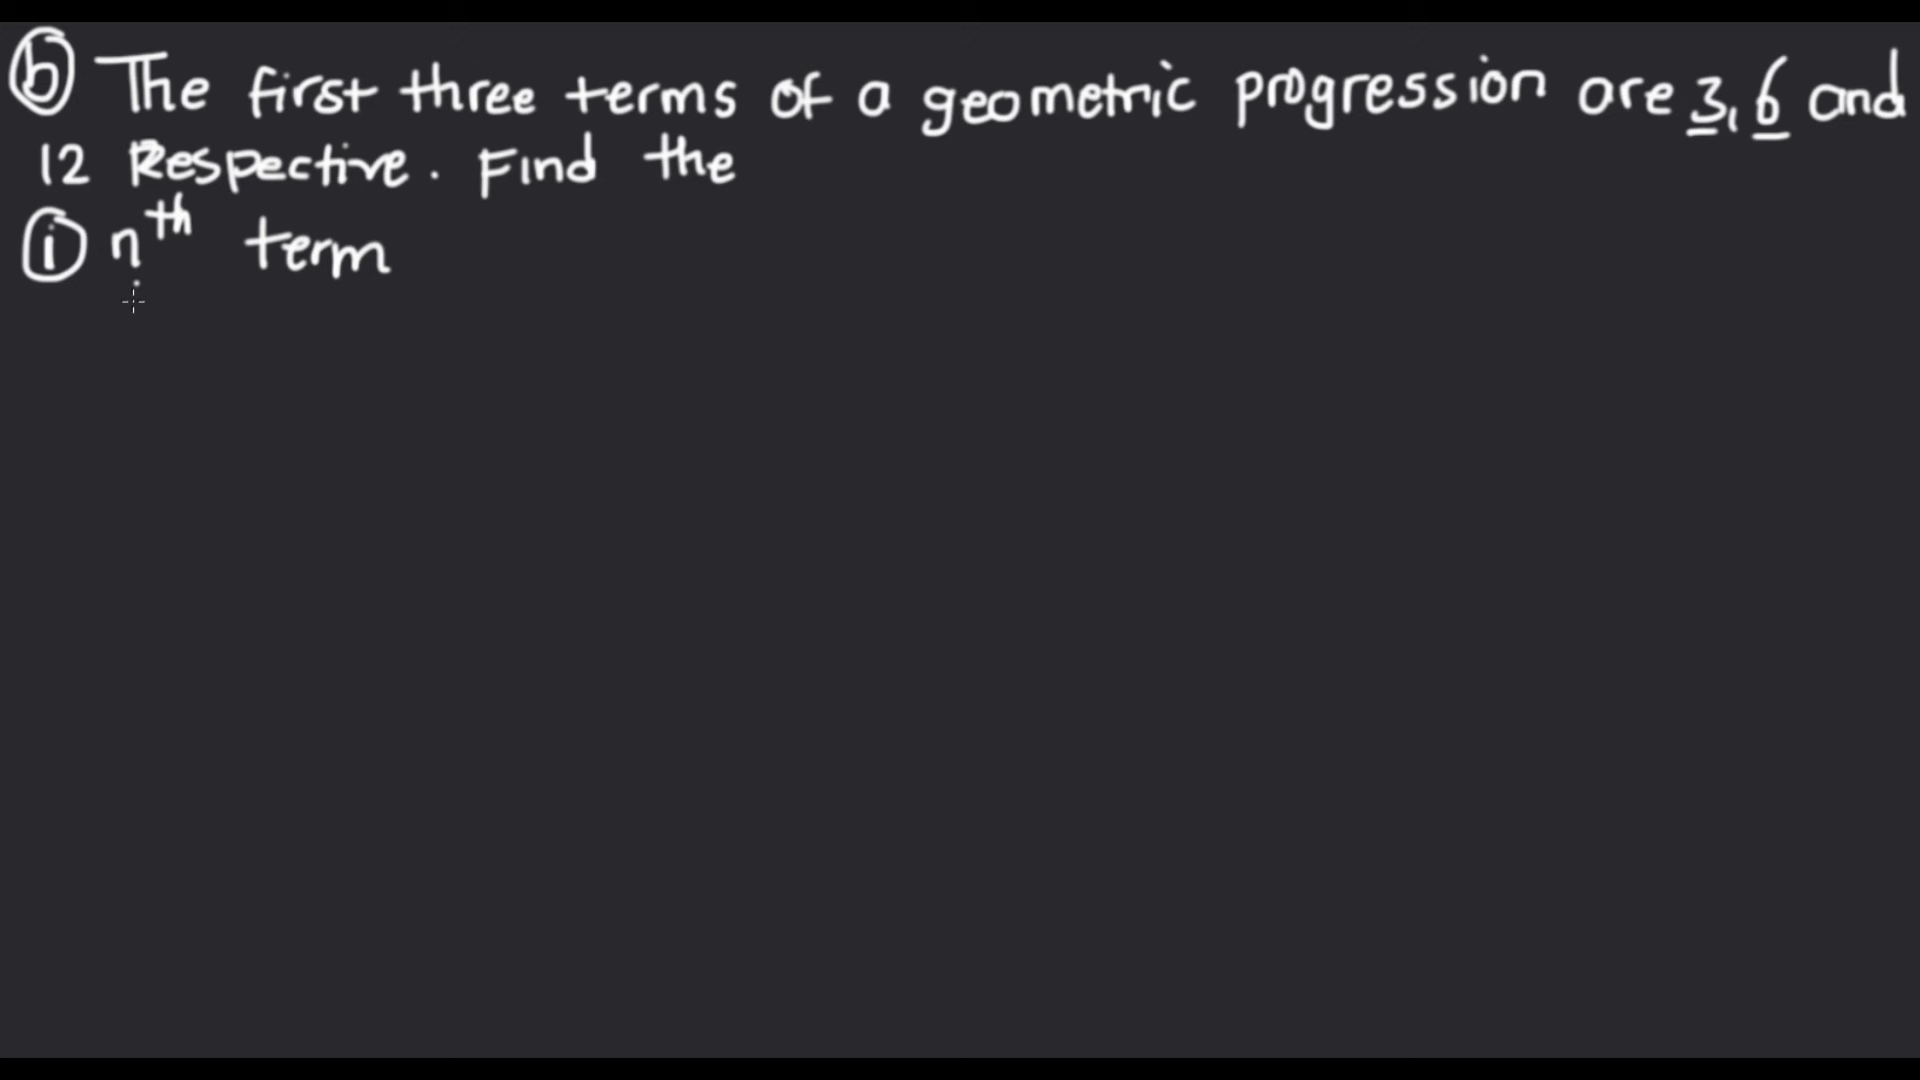 b The first three terms of a geometric progression are 3, 6 and
12 Respective. Find the
i nth term